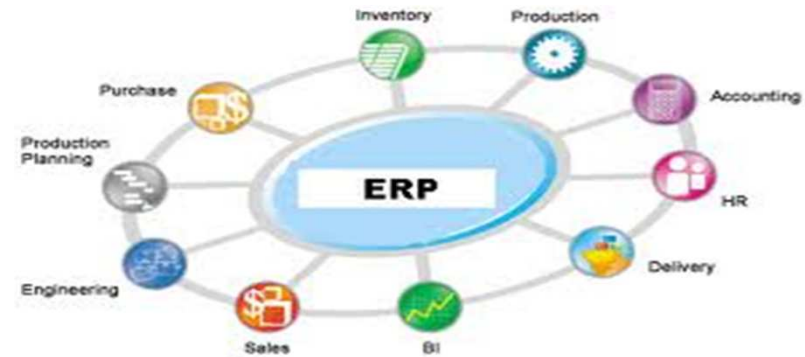 Inventory
Production
Purchase
Accounting
Production
Planning
ERP
HR
Delivery
Engineering
Sales
BI